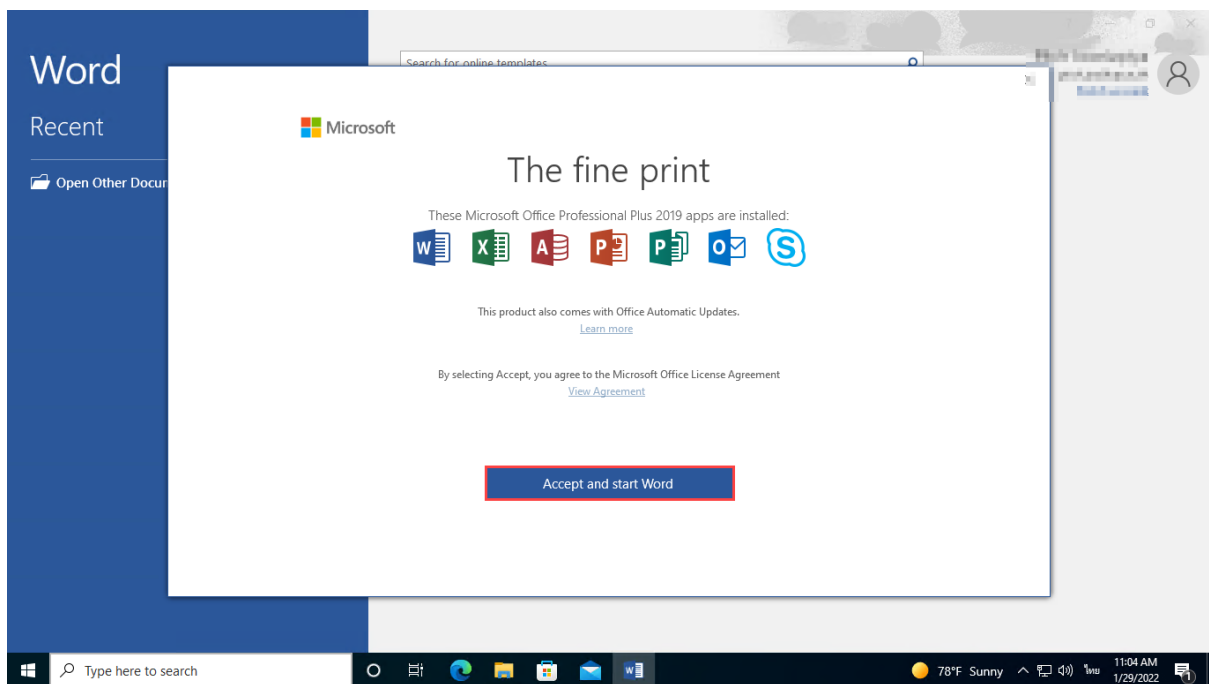 Word
Search for online templates
Recent
Open Other Docur
Microsoft
The fine print
These Microsoft Office Professional Plus 2019 apps are installed:
W X A P P O S
This product also comes with Office Automatic Updates.
Learn more
By selecting Accept, you agree to the Microsoft Office License Agreement
View Agreement
Accept and start Word
Type here to search
W
78°F Sunny
ไทย
11:04 AM
1/29/2022
1